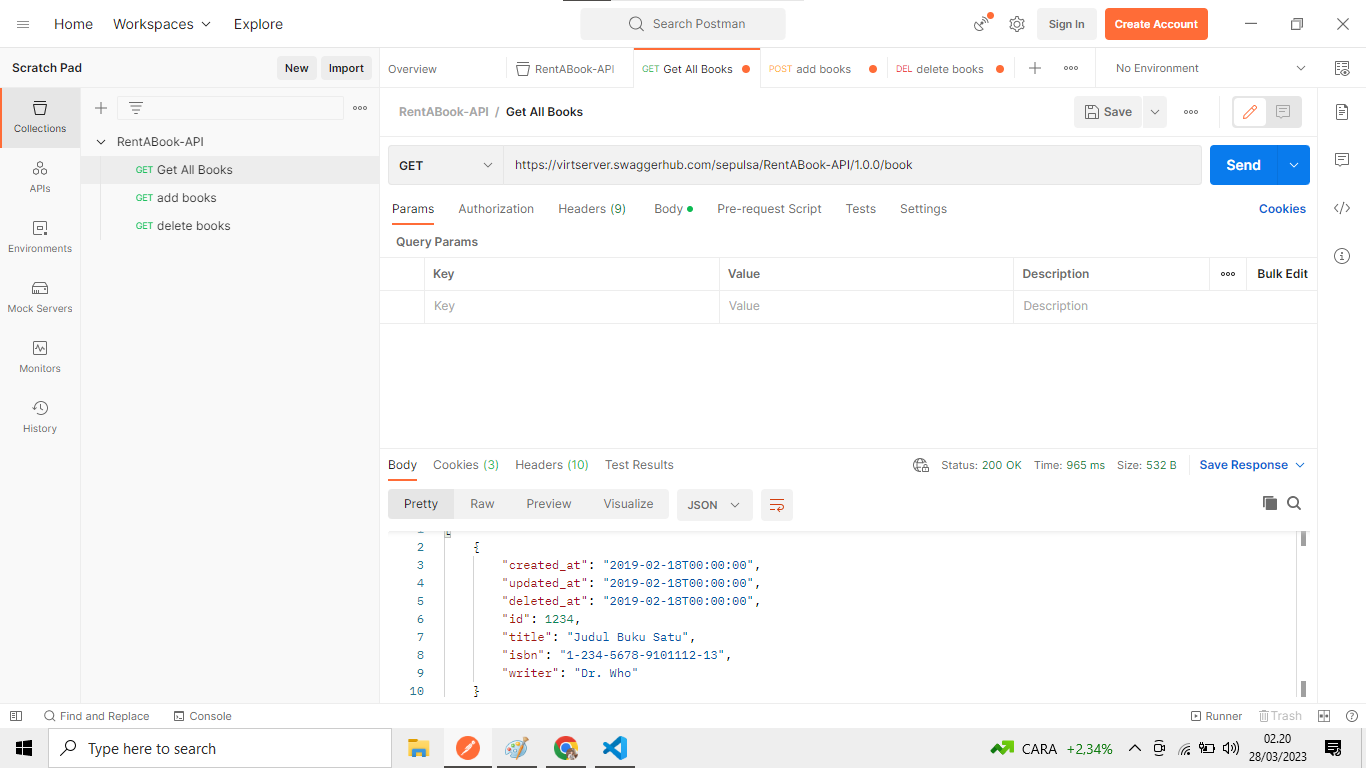 Home Workspaces Explore Search Postman Sign In Create Account
Scratch Pad New Import Overview RentABook-API GET Get All Books POST add books DEL delete books No Environment
Collections
RentABook-API / Get All Books Save
RentABook-API
GET Get All Books
GET add books
GET delete books
APIs
Environments
Mock Servers
Monitors
History
GET https://virtserver.swaggerhub.com/sepulsa/RentABook-API/1.0.0/book Send
Params Authorization Headers (9) Body Pre-request Script Tests Settings Cookies
Query Params
Key Value Description Bulk Edit
Key Value Description
Body Cookies (3) Headers (10) Test Results Status: 200 OK Time: 965 ms Size: 532 B Save Response
Pretty Raw Preview Visualize JSON
1 [
2 {
3 "created_at": "2019-02-18T00:00:00",
4 "updated_at": "2019-02-18T00:00:00",
5 "deleted_at": "2019-02-18T00:00:00",
6 "id": 1234,
7 "title": "Judul Buku Satu",
8 "isbn": "1-234-5678-9101112-13",
9 "writer": "Dr. Who"
10 }
Find and Replace Console Runner Trash
Type here to search CARA +2,34% 02.20
28/03/2023